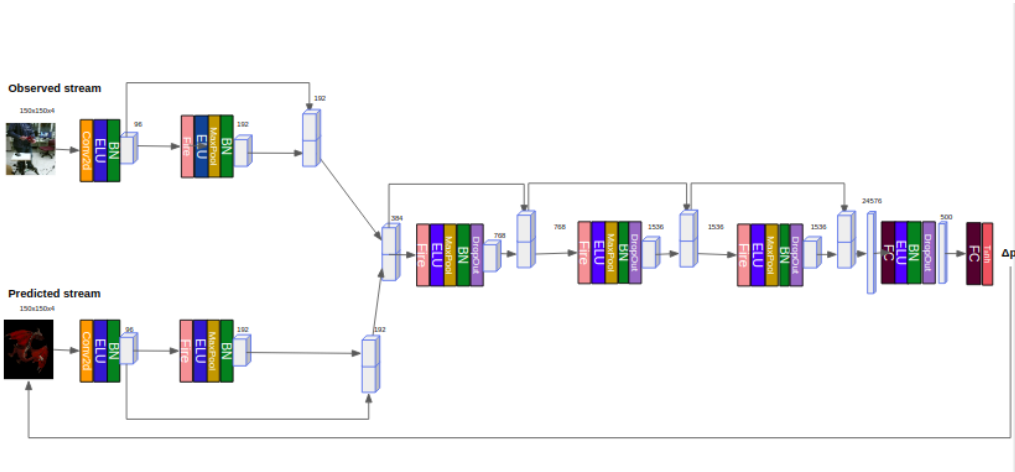 Observed stream
150x150x4
Conv2d
ELU
BN
96
Fire
ELU
MaxPool
BN
192
192
384
Fire
ELU
MaxPool
BN
DropOut
768
768
Fire
ELU
MaxPool
BN
DropOut
1536
1536
Fire
ELU
MaxPool
BN
DropOut
1536
24576
FC
ELU
BN
DropOut
500
FC
Tanh
Δp
Predicted stream
150x150x4
Conv2d
ELU
BN
96
Fire
ELU
MaxPool
BN
192
192